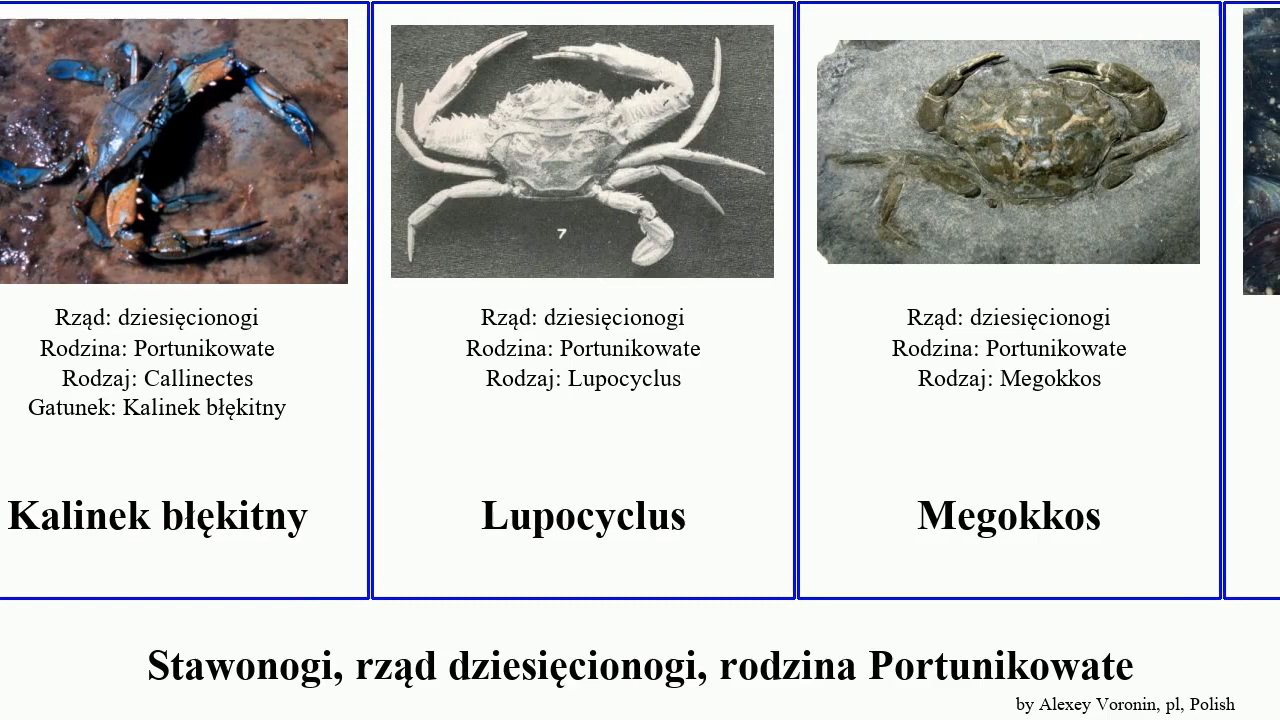 Rząd: dziesięcionogi
Rodzina: Portunikowate
Rodzaj: Callinectes
Gatunek: Kalinek błękitny
Kalinek błękitny
7
Rząd: dziesięcionogi
Rodzina: Portunikowate
Rodzaj: Lupocyclus
Lupocyclus
Rząd: dziesięcionogi
Rodzina: Portunikowate
Rodzaj: Megokkos
Megokkos
Stawonogi, rząd dziesięcionogi, rodzina Portunikowate
by Alexey Voronin, pl, Polish